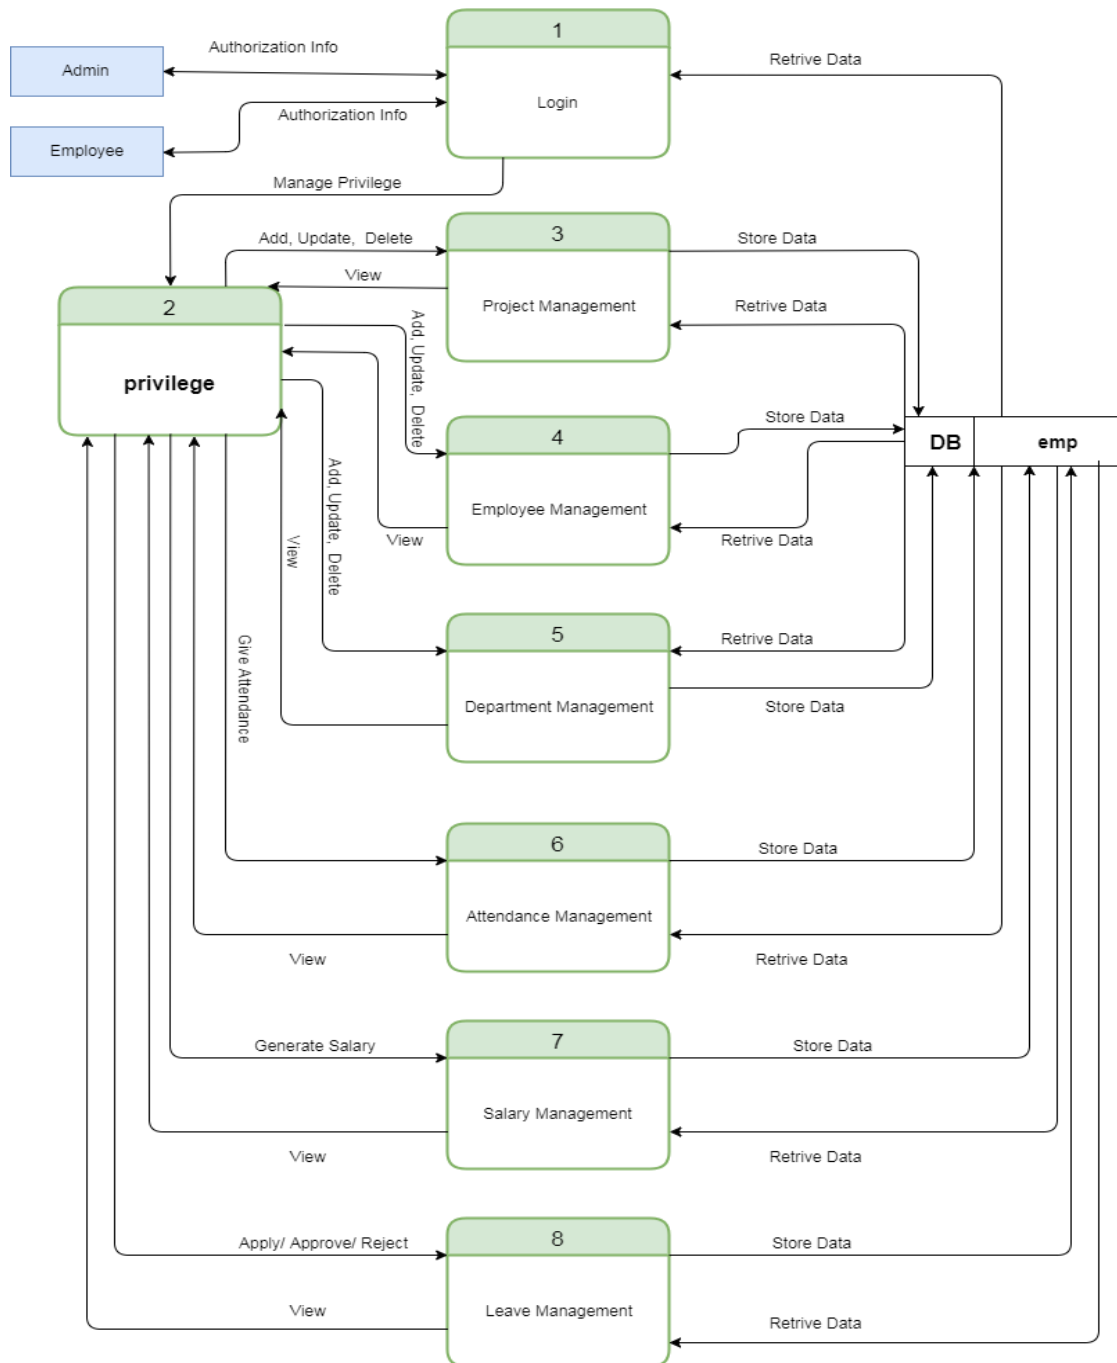 1
Authorization Info
Retrive Data
Admin
Login
Authorization Info
Employee
Manage Privilege
3
Add, Update, Delete
Store Data
View
2
Project Management
Retrive Data
Add, Update, Delete
privilege
Store Data
4
DB
emp
Employee Management
View
Retrive Data
Add, Update, Delete
View
5
Retrive Data
Give Attendance
Department Management
Store Data
6
Store Data
Attendance Management
View
Retrive Data
7
Generate Salary
Store Data
Salary Management
View
Retrive Data
8
Apply/ Approve/ Reject
Store Data
View
Leave Management
Retrive Data